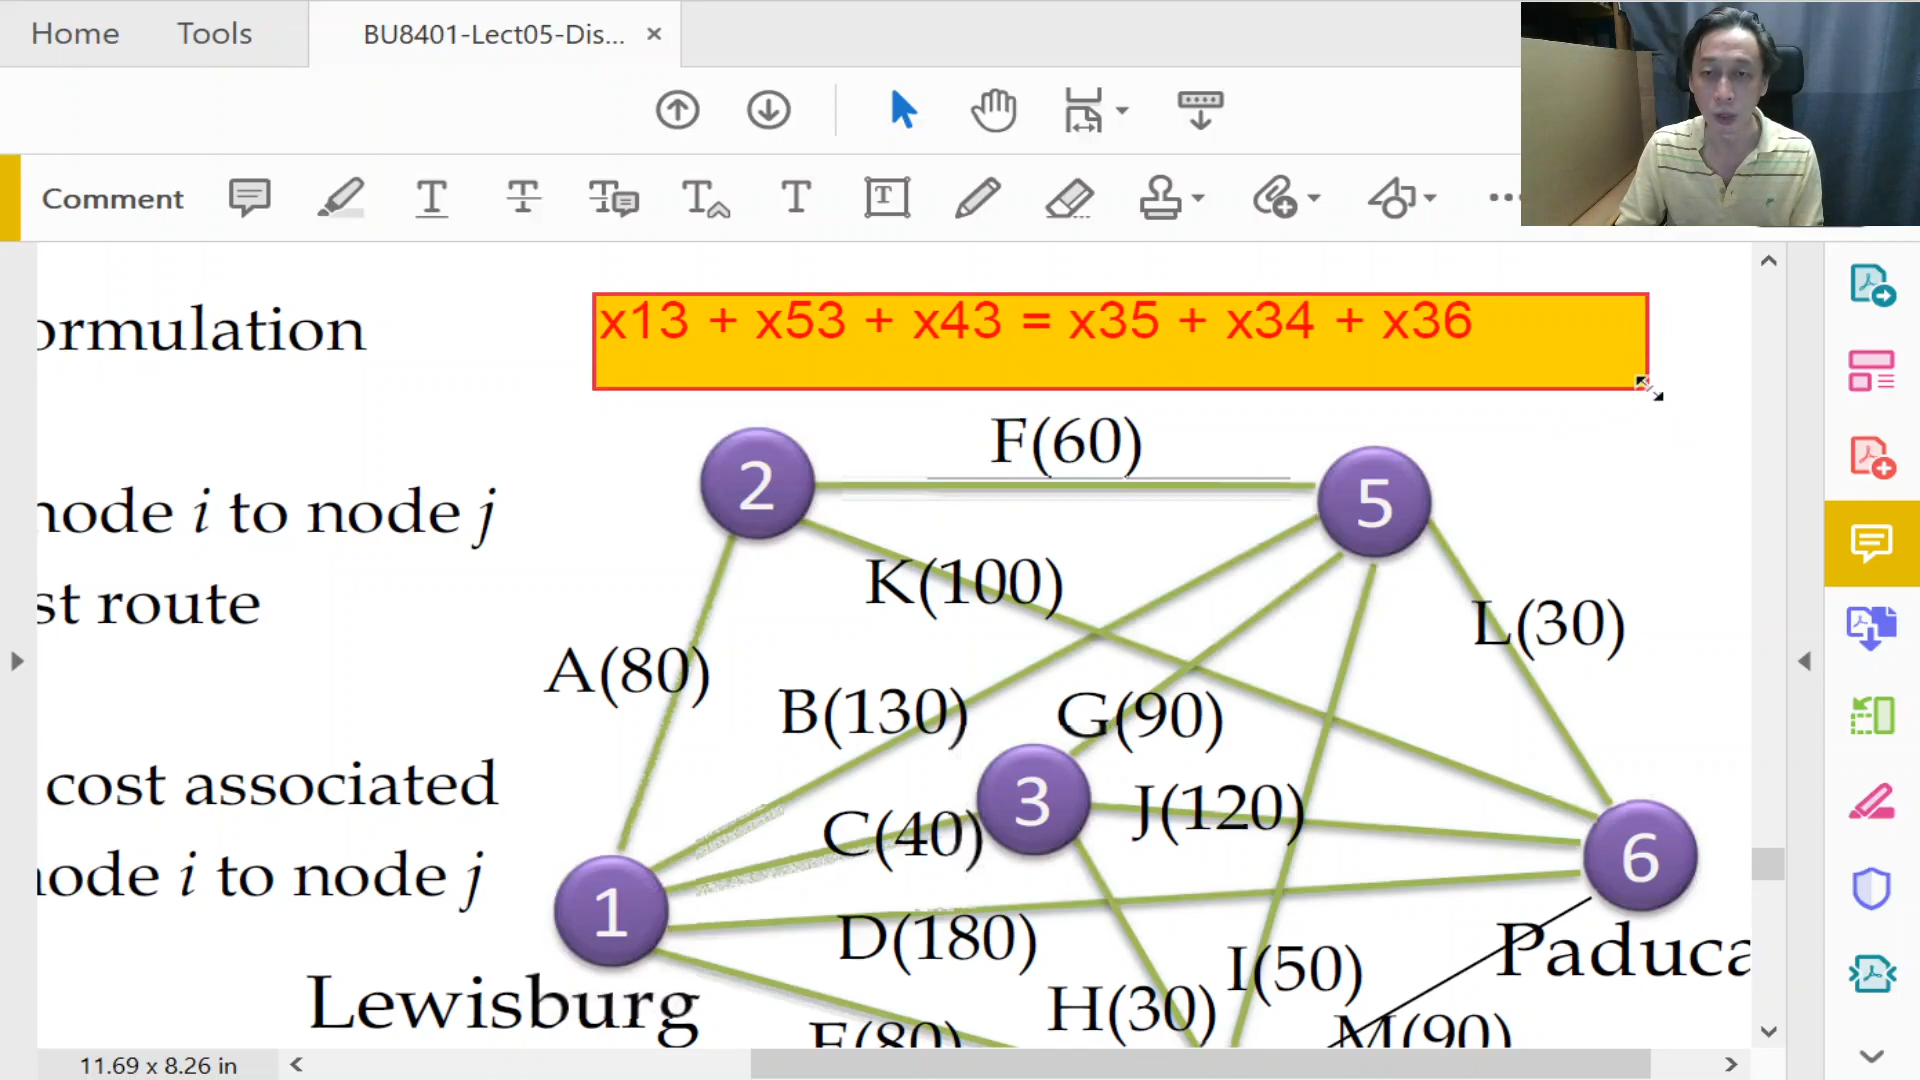 Home Tools BU8401-Lect05-Dis... ×
Comment
ormulation
x13 + x53 + x43 = x35 + x34 + x36
F(60)
2
5
node i to node j
K(100)
st route
L(30)
A(80)
B(130)
G(90)
cost associated
3
J(120)
C(40)
6
node i to node j
1
D(180)
Paduca
I(50)
Lewisburg
H(30)
E(80)
M(90)
11.69 x 8.26 in